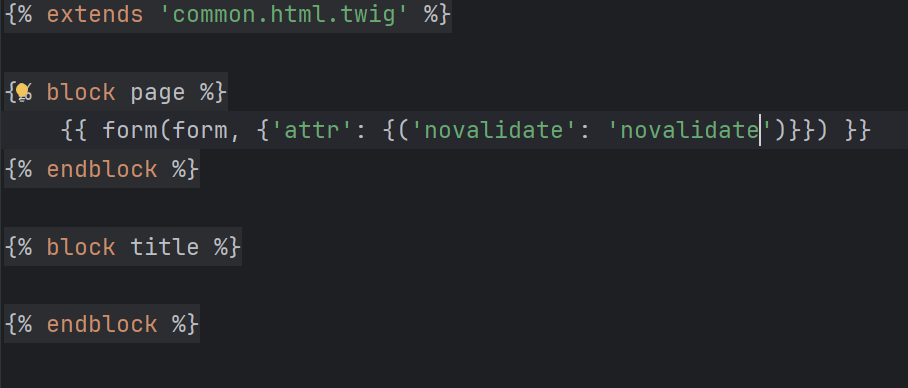 {% extends 'common.html.twig' %}
{% block page %}
{{ form(form, {'attr': {('novalidate': 'novalidate')}}) }}
{% endblock %}
{% block title %}
{% endblock %}